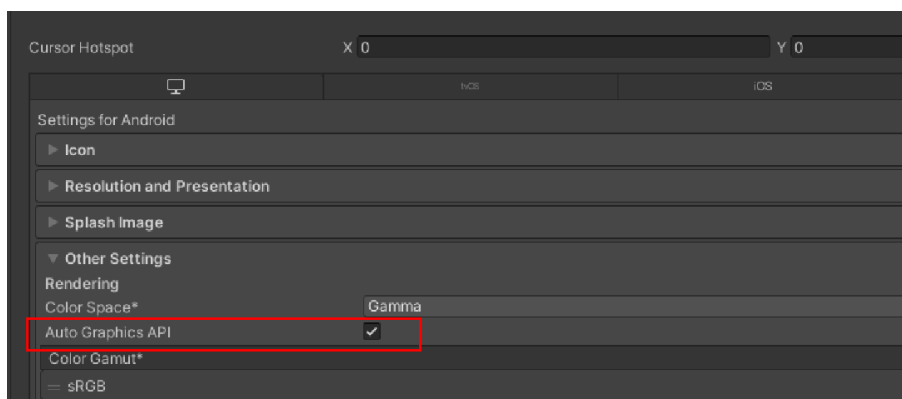 Cursor Hotspot X 0 Y 0
tvOS iOS
Settings for Android
Icon
Resolution and Presentation
Splash Image
Other Settings
Rendering
Color Space* Gamma
Auto Graphics API
Color Gamut*
sRGB